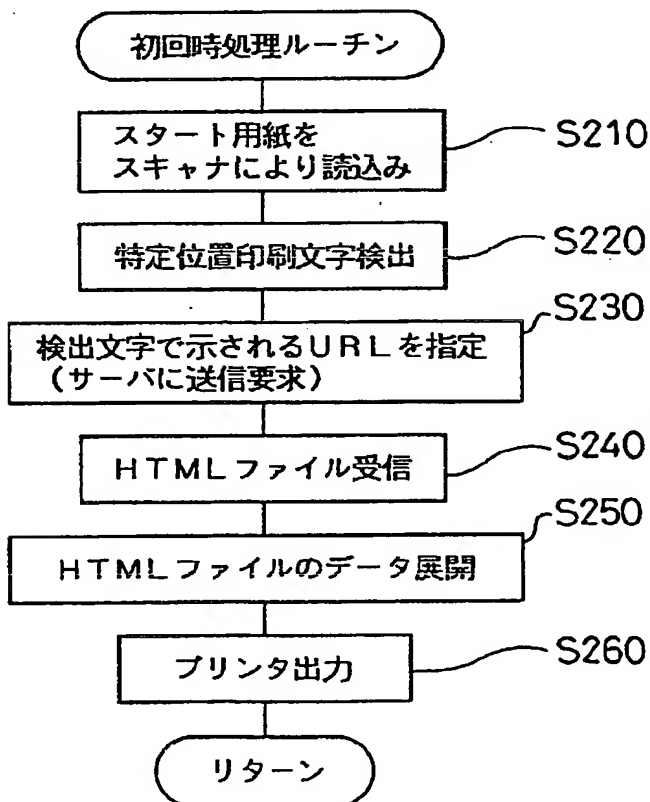 初回時処理ルーチン
スタート用紙を
スキャナにより読込み
S210
特定位置印刷文字検出
S220
S230
検出文字で示されるＵＲＬを指定
（サーバに送信要求）
ＨＴＭＬファイル受信
S240
S250
ＨＴＭＬファイルのデータ展開
プリンタ出力
S260
リターン